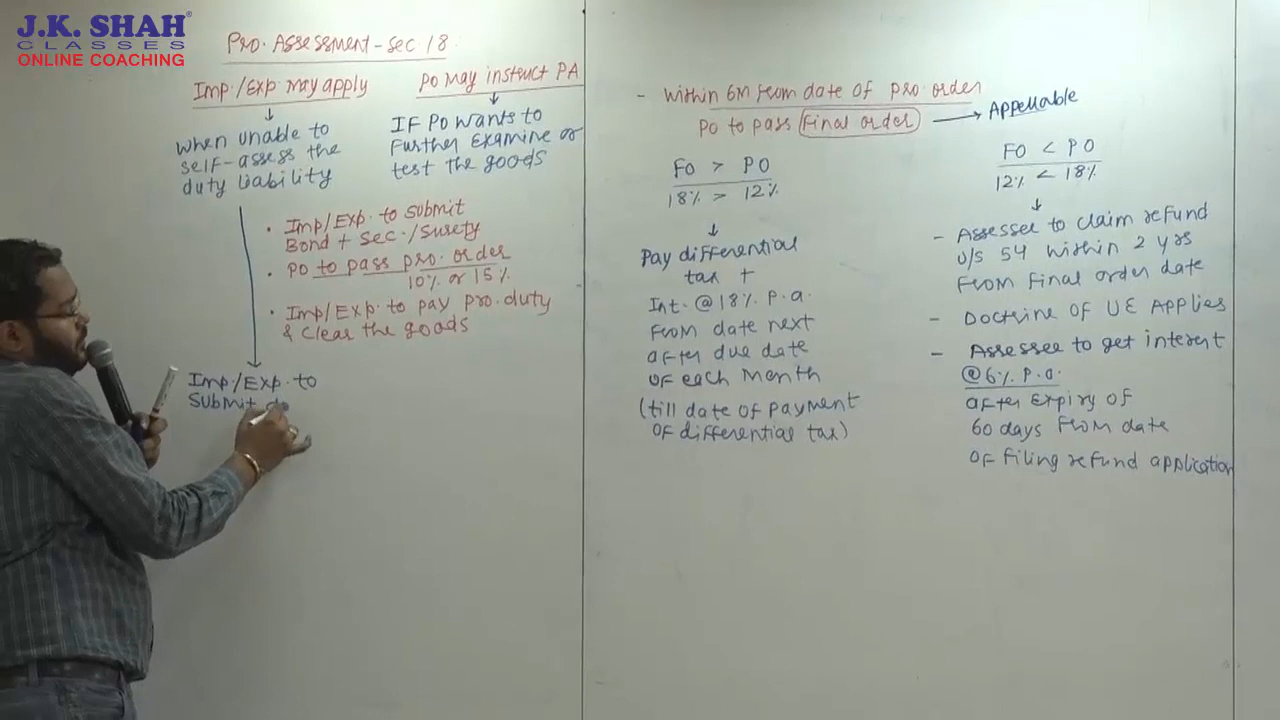 J.K. SHAH®
CLASSES
ONLINE COACHING
Pro. Assessment - Sec 18
Imp./Exp may apply
PO may instruct PA
When unable to
self-assess the
duty liability
IF PO wants to
Further Examine or
test the goods
• Imp/Exp. to submit
Bond + Sec./Surety
• PO to pass pro. order
10% or 15%
• Imp/Exp. to pay pro. duty
& Clear the goods
Imp/Exp. to
Submit
- Within 6M From date of Pro order
PO to pass Final order → Appellable
FO > PO
18% > 12%
Pay differential
tax +
Int. @ 18% p.a.
From date next
after due date
of each Month
(till date of payment
of differential tax)
FO < PO
12% < 18%
- Assessee to claim refund
u/s 54 within 2 yrs
From Final order date
- Doctrine of UE Applies
- Assessee to get interest
@ 6% P.a.
after expiry of
60 days From date
of Filing refund application